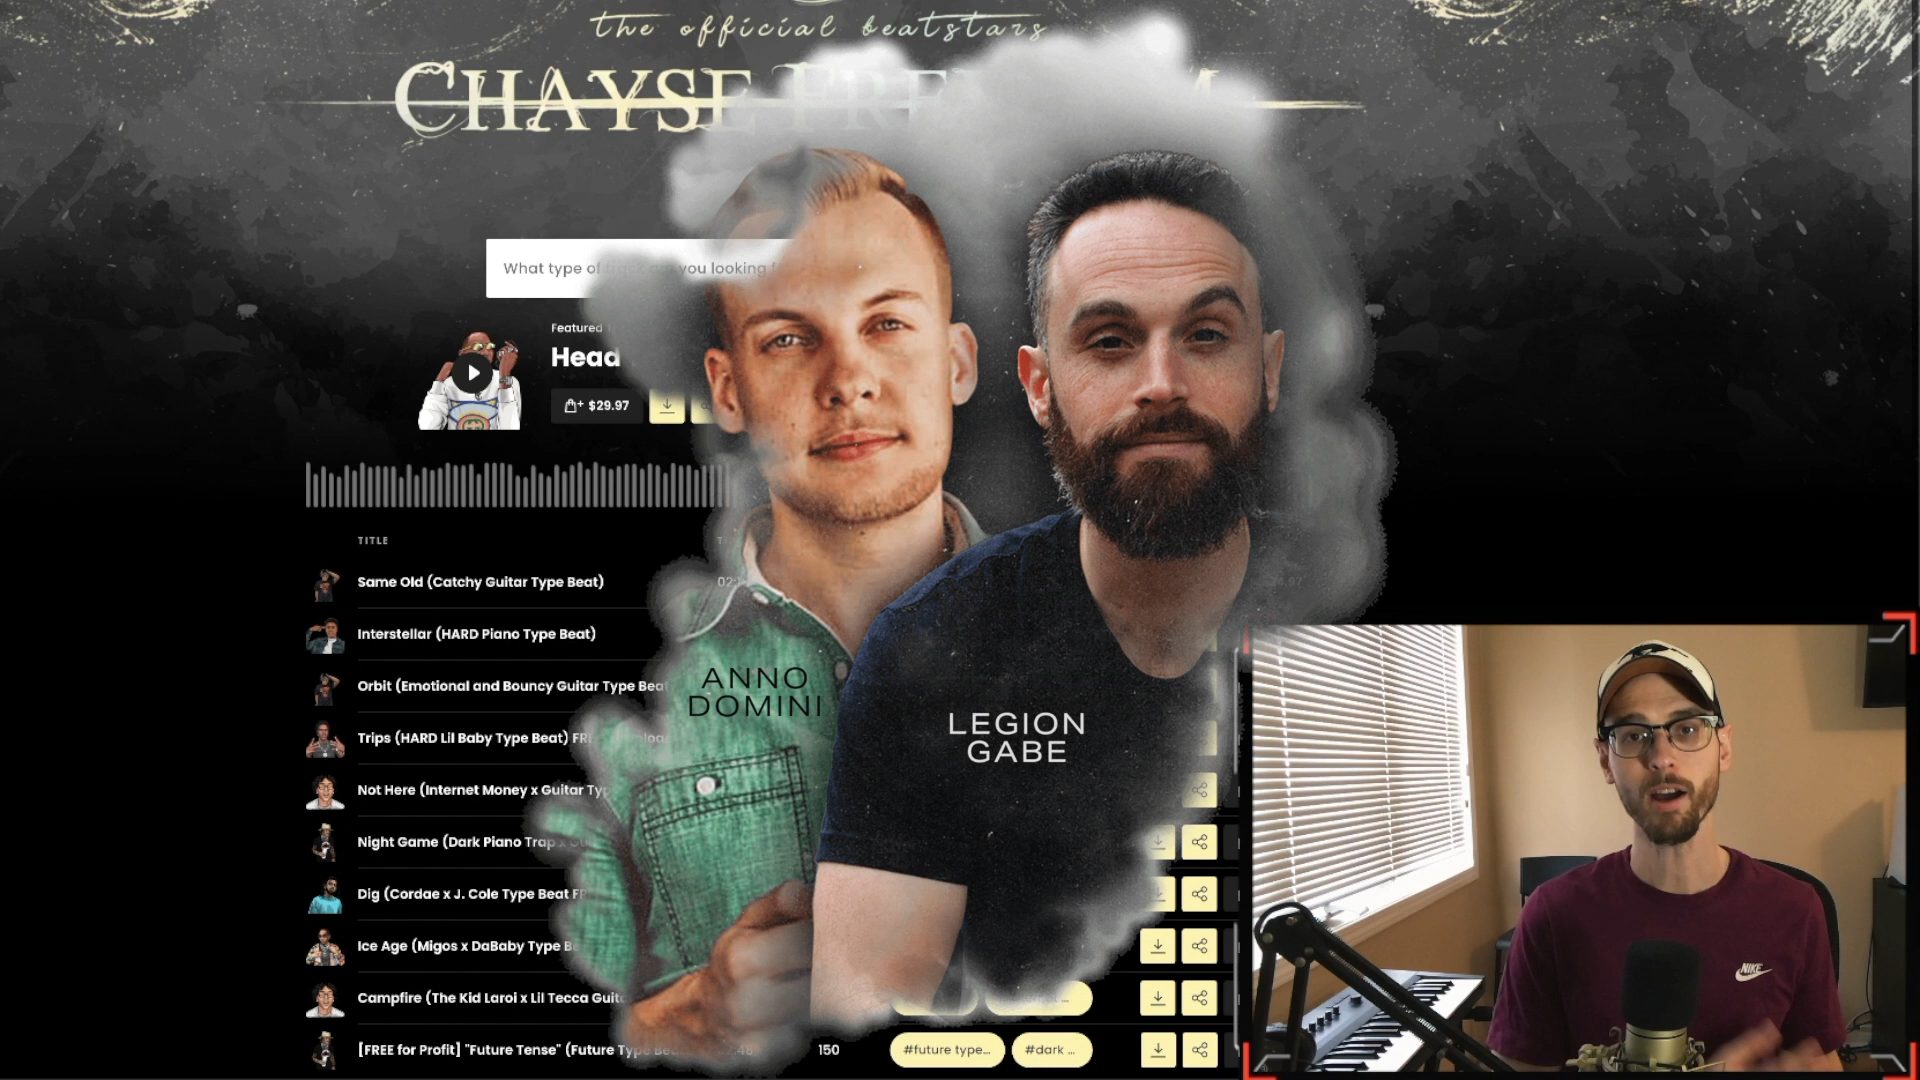 the official beatstars
CHAYSE
What type of you looking
Featured
Head
$29.97
TITLE
Same Old (Catchy Guitar Type Beat)
Interstellar (HARD Piano Type Beat)
Orbit (Emotional and Bouncy Guitar Type Beat
Trips (HARD Lil Baby Type Beat)
Not Here (Internet Money x Guitar
Night Game (Dark Piano Trap
Dig (Cordae x J. Cole Type Beat
Ice Age (Migos x DaBaby Type
Campfire (The Kid Laroi x Lil Tecca
[FREE for Profit] "Future Tense" (Future Type
150
#future type...
#dark ...
ANNO
DOMINI
LEGION
GABE
NIKE